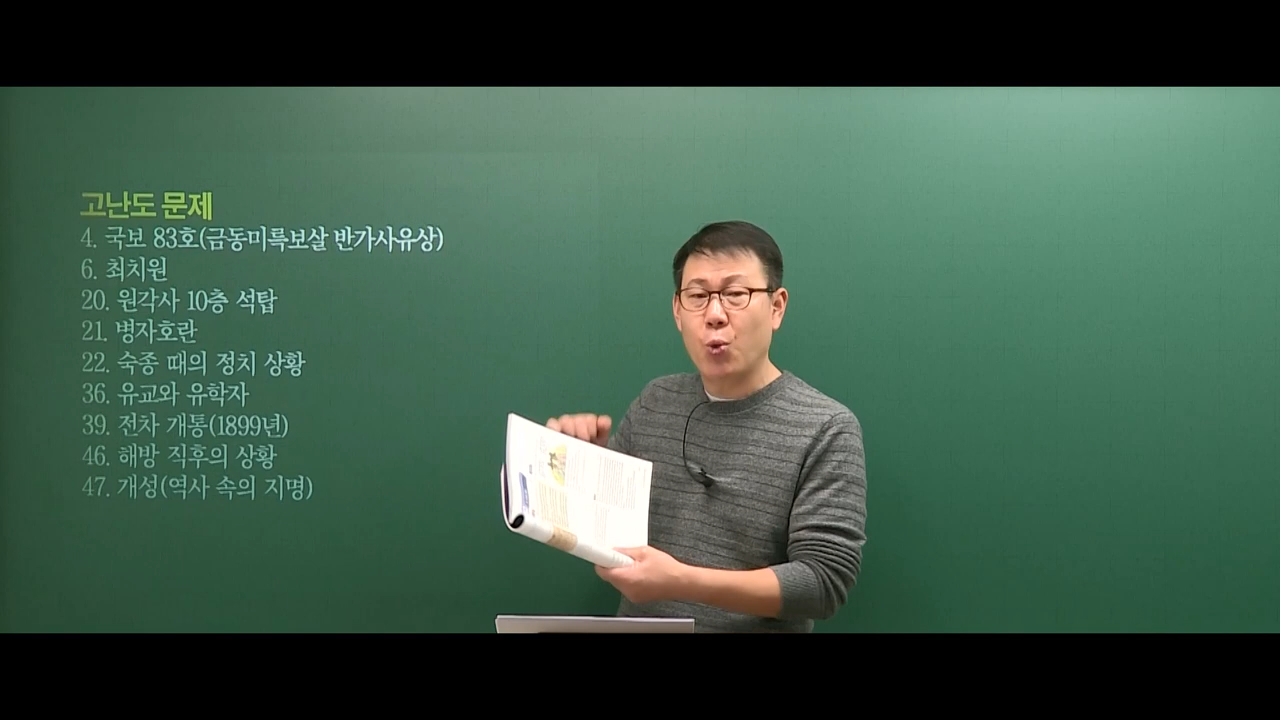 고난도 문제
4. 국보 83호(금동미륵보살 반가사유상)
6. 최치원
20. 원각사 10층 석탑
21. 병자호란
22. 숙종 때의 정치 상황
36. 유교와 유학자
39. 전차 개통(1899년)
46. 해방 직후의 상황
47. 개성(역사 속의 지명)